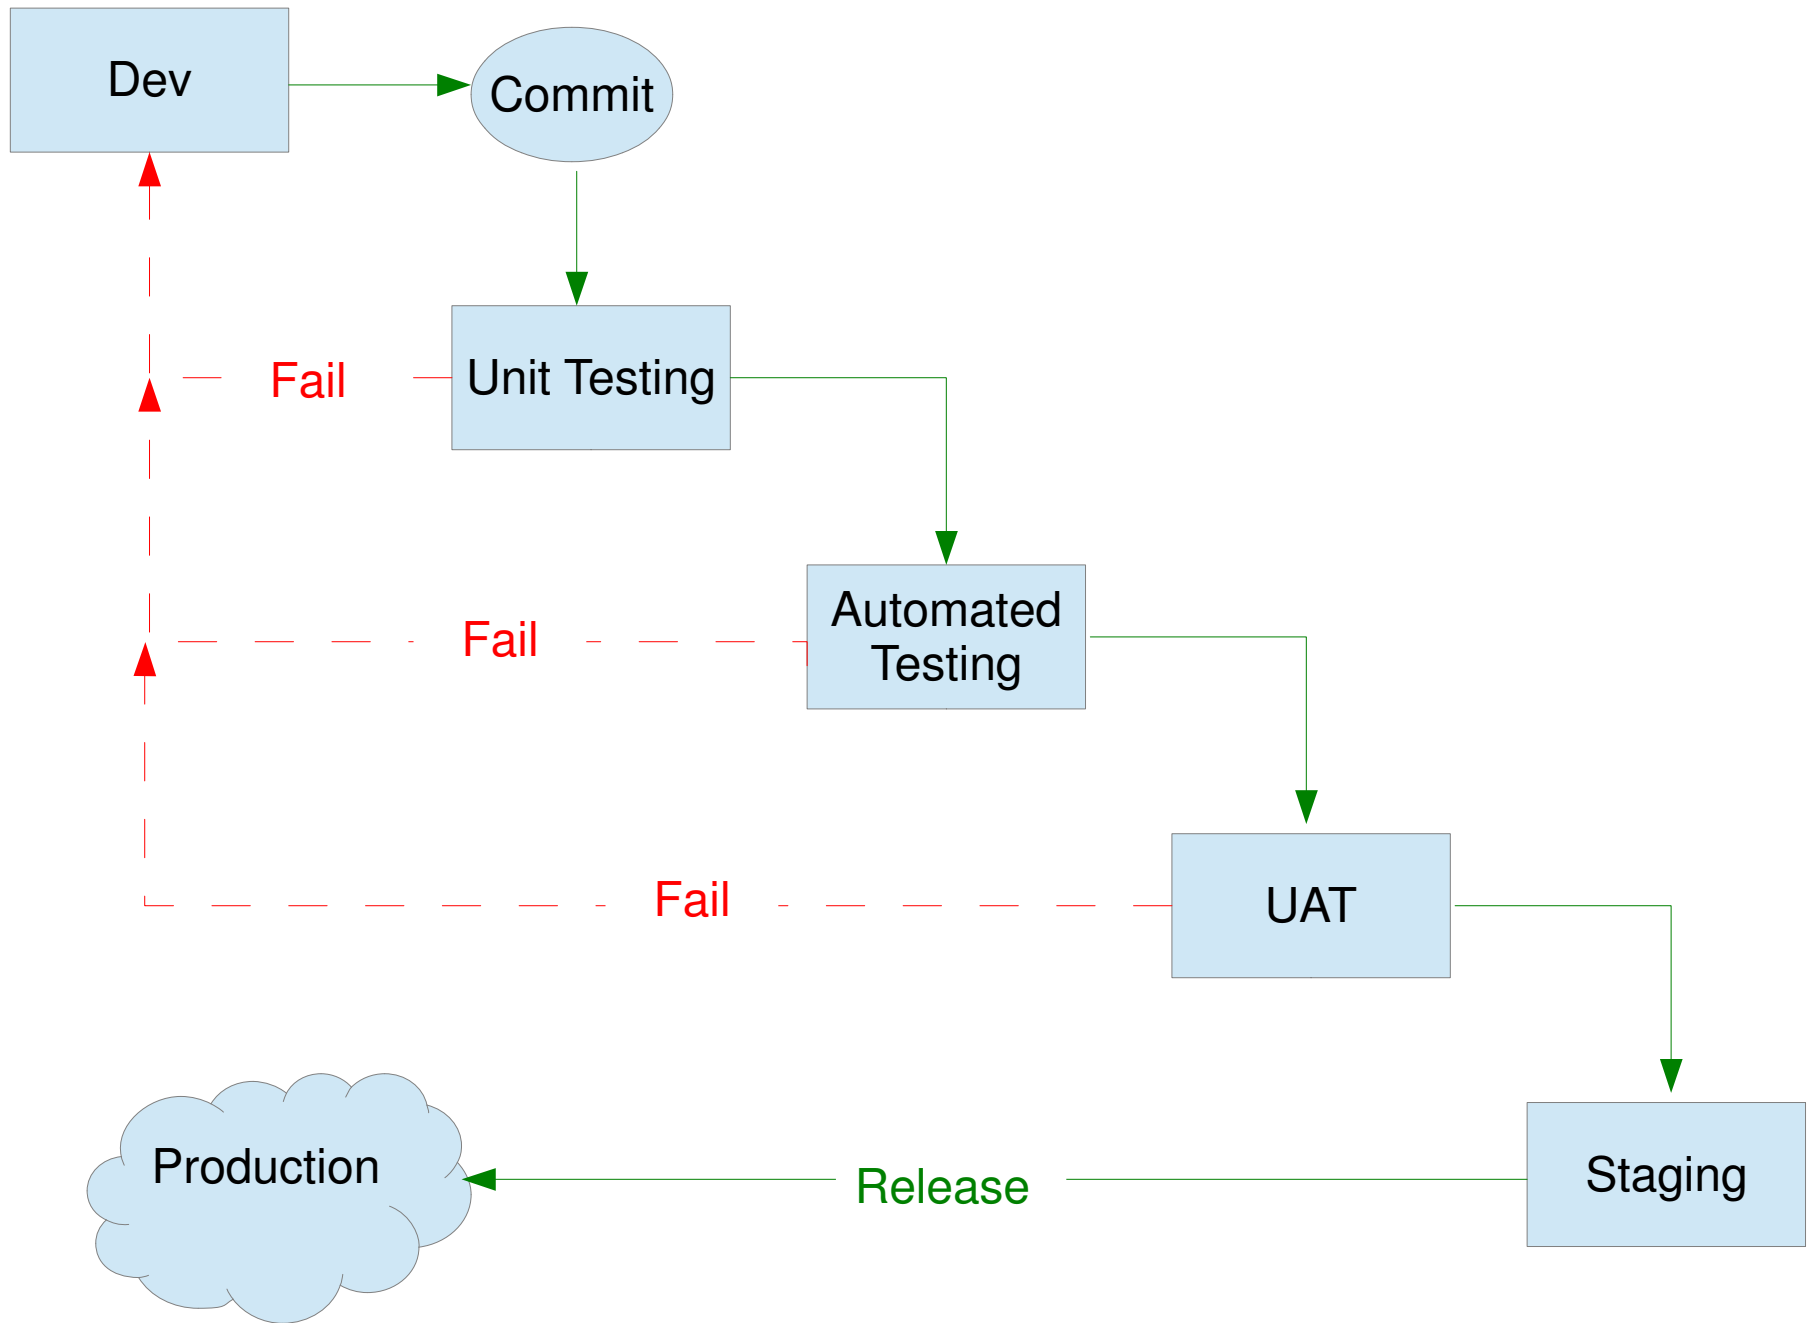 Dev
Commit
Fail
Unit Testing
Fail
Automated
Testing
Fail
UAT
Production
Release
Staging